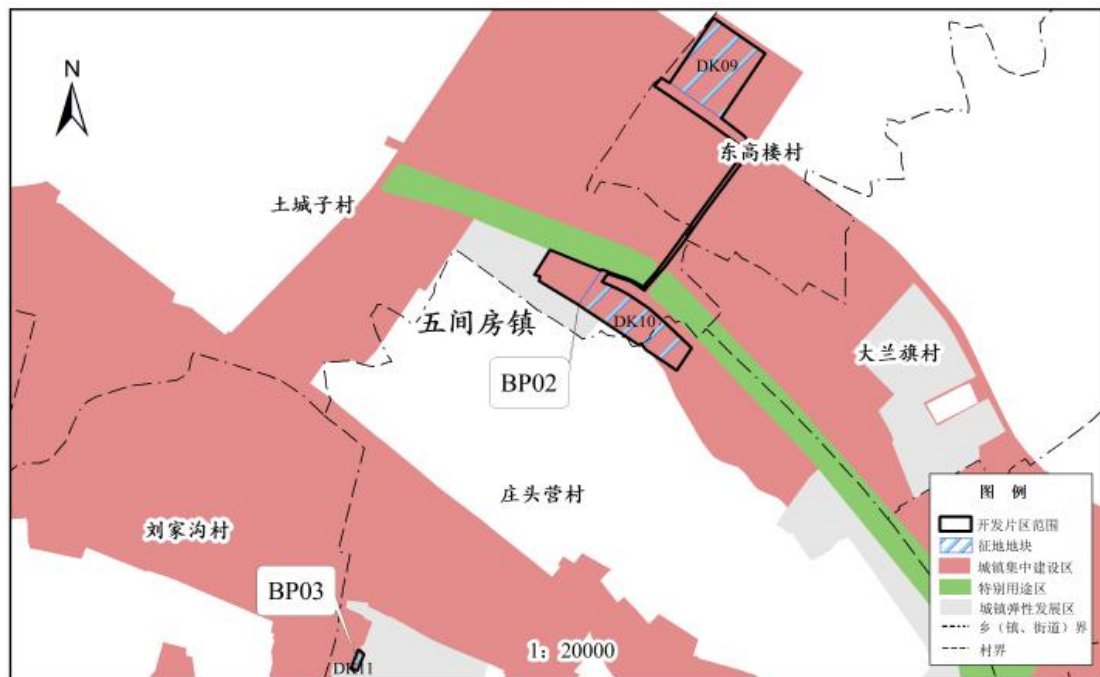 N
DK09
东高楼村
土城子村
五间房镇
DK10
BP02
大兰旗村
庄头营村
刘家沟村
BP03
DK11
1：20000
图 例
开发片区范围
征地地块
城镇集中建设区
特别用途区
城镇弹性发展区
乡（镇、街道）界
村界